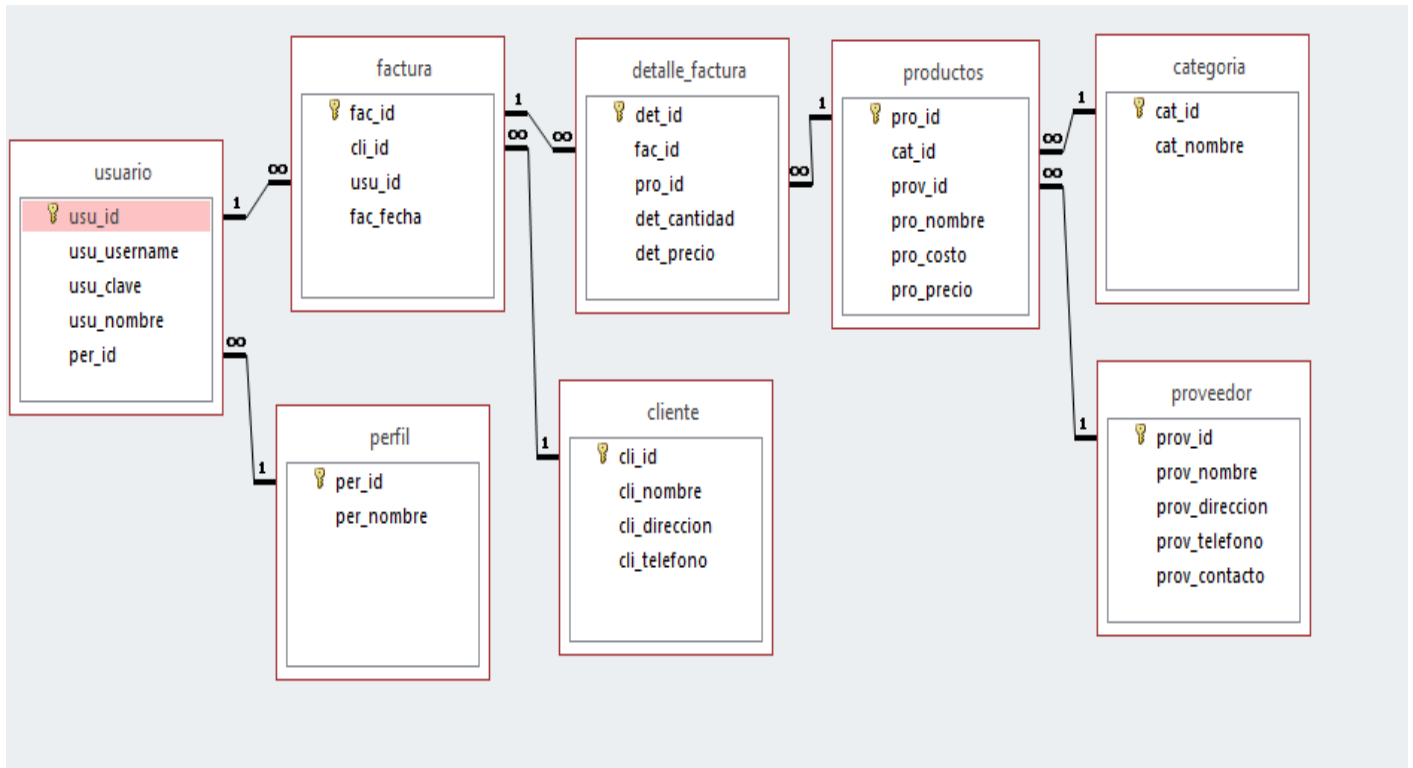 usuario
usu_id
usu_username
usu_clave
usu_nombre
per_id
1
∞
∞
1
factura
fac_id
cli_id
usu_id
fac_fecha
1
∞
∞
1
perfil
per_id
per_nombre
detalle_factura
det_id
fac_id
pro_id
det_cantidad
det_precio
∞
1
cliente
cli_id
cli_nombre
cli_direccion
cli_telefono
productos
pro_id
cat_id
prov_id
pro_nombre
pro_costo
pro_precio
∞
1
∞
1
categoria
cat_id
cat_nombre
proveedor
prov_id
prov_nombre
prov_direccion
prov_telefono
prov_contacto